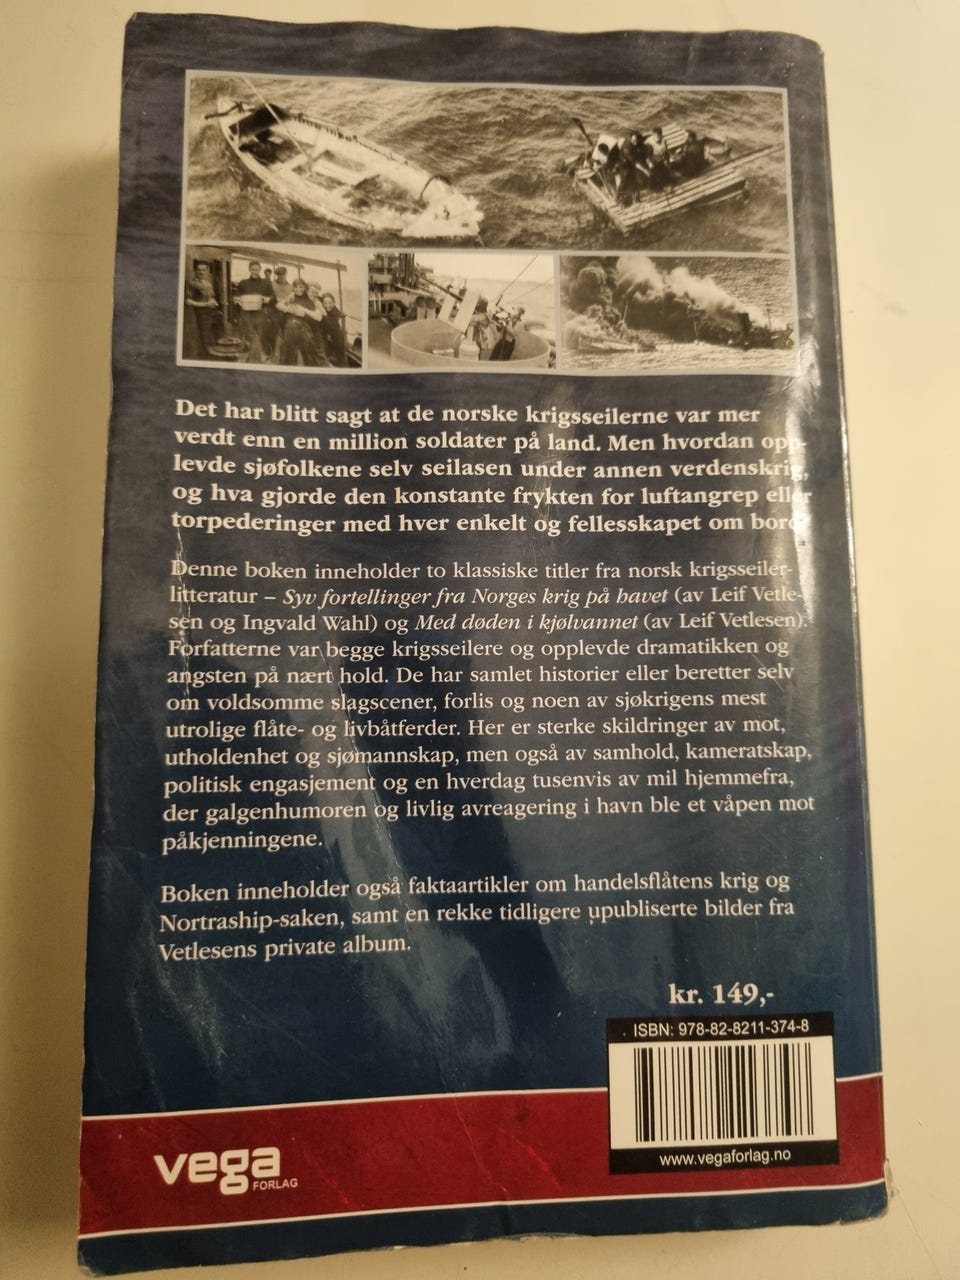 Det har blitt sagt at de norske krigsseilerne var mer
verdt enn en million soldater på land. Men hvordan opp-
levde sjøfolkene selv seilasen under annen verdenskrig,
og hva gjorde den konstante frykten for luftangrep eller
torpederinger med hver enkelt og fellesskapet om bord?
Denne boken inneholder to klassiske titler fra norsk krigsseiler-
litteratur – Syv fortellinger fra Norges krig på havet (av Leif Vetle-
sen og Ingvald Wahl) og Med døden i kjølvannet (av Leif Vetlesen).
Forfatterne var begge krigsseilere og opplevde dramatikken og
angsten på nært hold. De har samlet historier eller beretter selv
om voldsomme slagscener, forlis og noen av sjøkrigens mest
utrolige flåte- og livbåtferder. Her er sterke skildringer av mot,
utholdenhet og sjømannskap, men også av samhold, kameratskap,
politisk engasjement og en hverdag tusenvis av mil hjemmefra,
der galgenhumoren og livlig avreagering i havn ble et våpen mot
påkjenningene.
Boken inneholder også faktaartikler om handelsflåtens krig og
Nortraship-saken, samt en rekke tidligere upubliserte bilder fra
Vetlesens private album.
kr. 149,-
ISBN: 978-82-8211-374-8
www.vegaforlag.no
vega
FORLAG